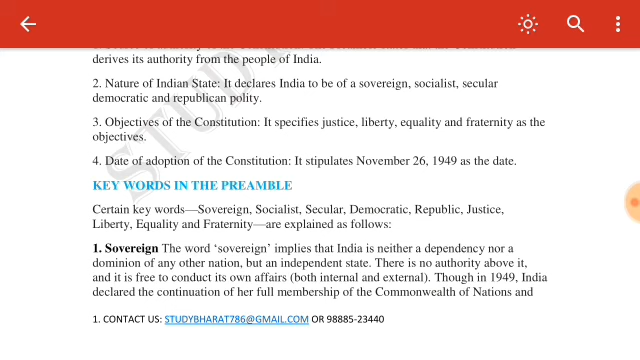 derives its authority from the people of India.
2. Nature of Indian State: It declares India to be of a sovereign, socialist, secular
democratic and republican polity.
3. Objectives of the Constitution: It specifies justice, liberty, equality and fraternity as the
objectives.
4. Date of adoption of the Constitution: It stipulates November 26, 1949 as the date.
KEY WORDS IN THE PREAMBLE
Certain key words—Sovereign, Socialist, Secular, Democratic, Republic, Justice,
Liberty, Equality and Fraternity—are explained as follows:
1. Sovereign The word ‘sovereign’ implies that India is neither a dependency nor a
dominion of any other nation, but an independent state. There is no authority above it,
and it is free to conduct its own affairs (both internal and external). Though in 1949, India
declared the continuation of her full membership of the Commonwealth of Nations and
1. CONTACT US: STUDYBHARAT786@GMAIL.COM OR 98885-23440